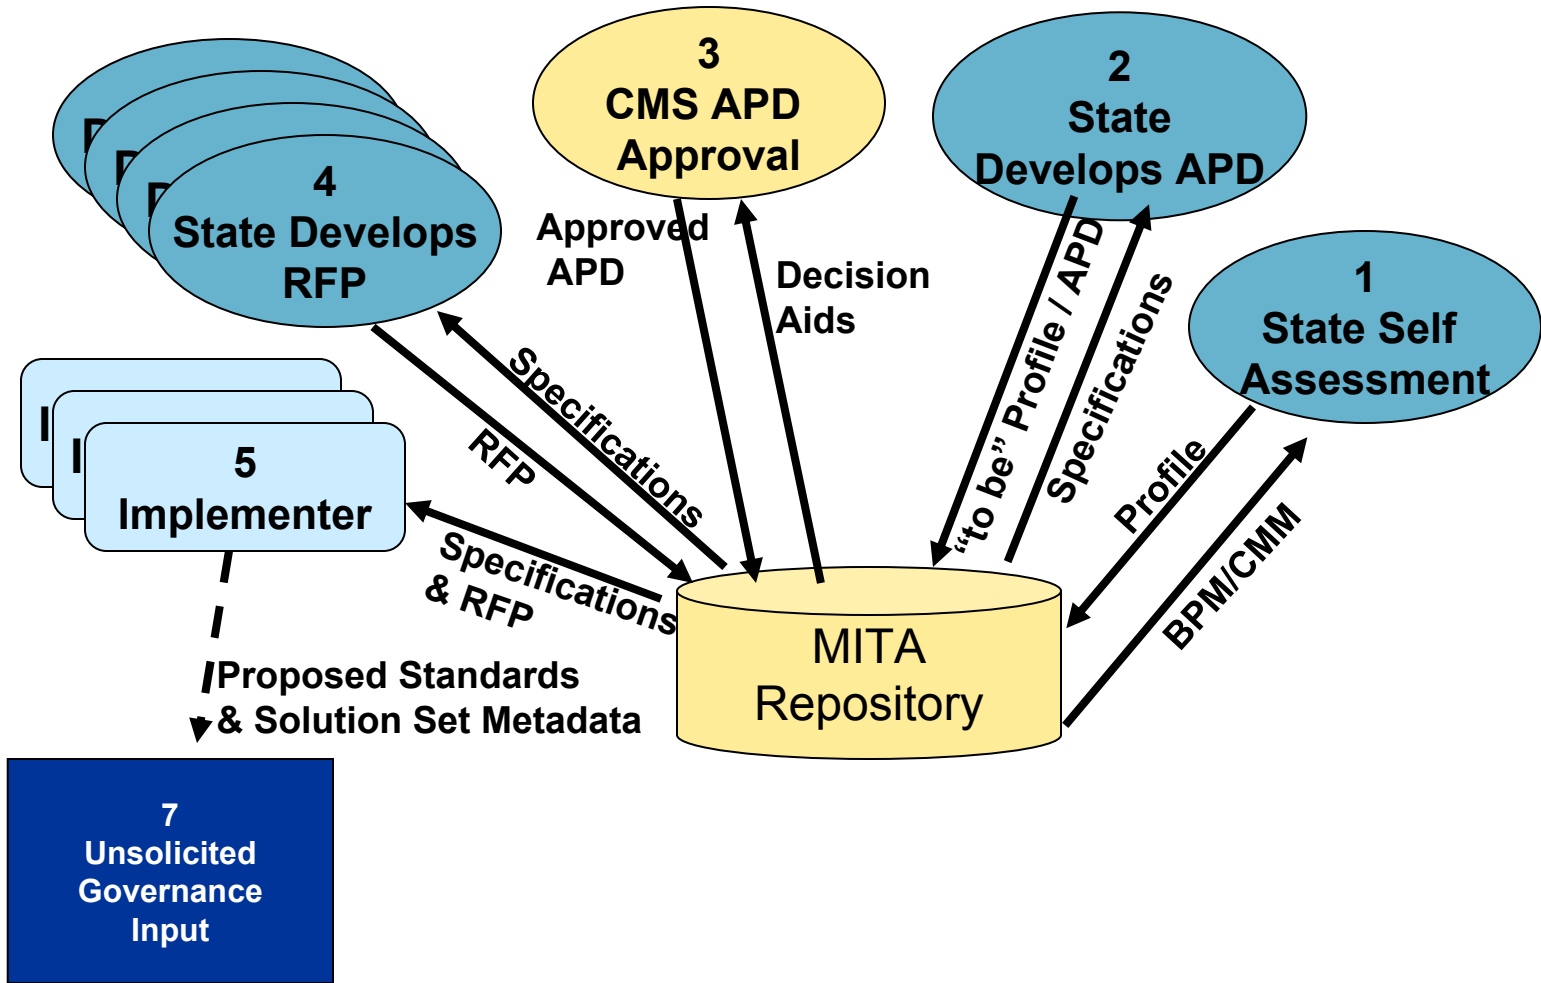 3
CMS APD
Approval
2
State
Develops APD
4
State Develops
RFP
1
State Self
Assessment
Approved
APD
Decision
Aids
"to be" Profile / APD
Specifications
Specifications
RFP
Profile
BPM/CMM
5
Implementer
Specifications
& RFP
MITA
Repository
Proposed Standards
& Solution Set Metadata
7
Unsolicited
Governance
Input